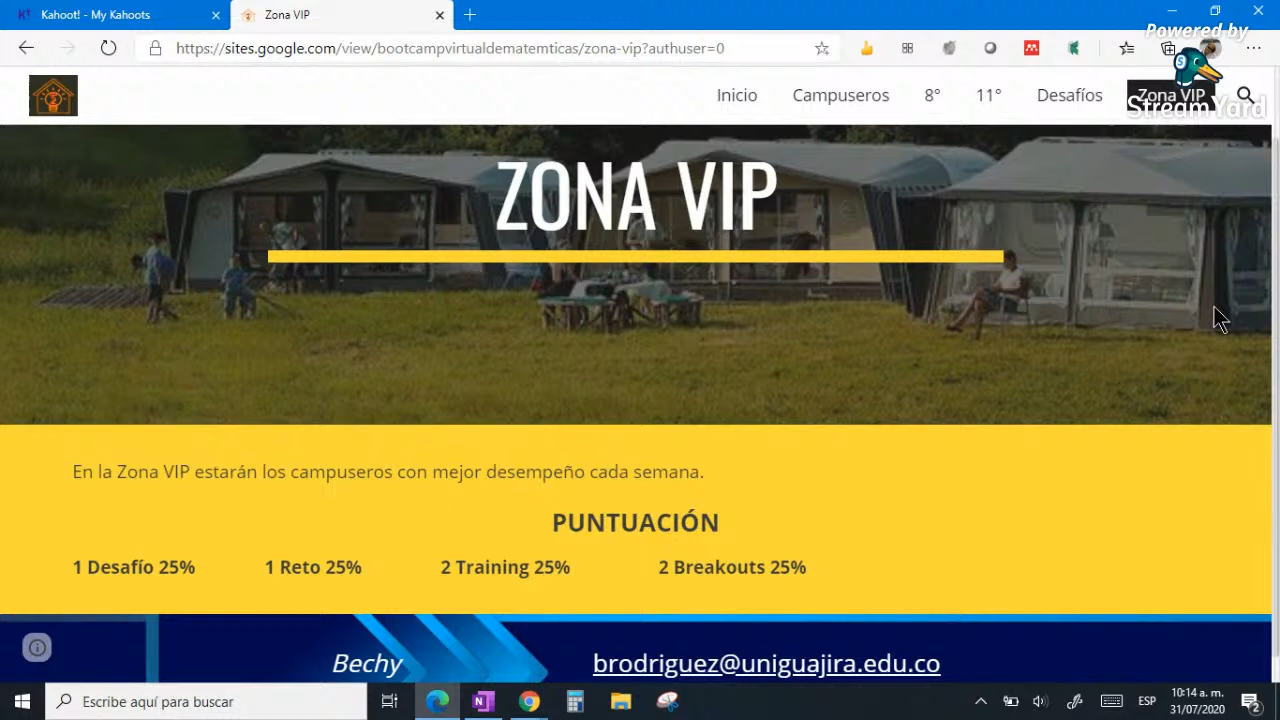 Kahoot! - My Kahoots
Zona VIP
https://sites.google.com/view/bootcampvirtualdematemticas/zona-vip?authuser=0
Powered by
StreamYard
Inicio Campuseros 8° 11° Desafíos Zona VIP
ZONA VIP
En la Zona VIP estarán los campuseros con mejor desempeño cada semana.
PUNTUACIÓN
1 Desafío 25% 1 Reto 25% 2 Training 25% 2 Breakouts 25%
Bechy brodriguez@uniguajira.edu.co
Escribe aquí para buscar
ESP
10:14 a. m.
31/07/2020
2